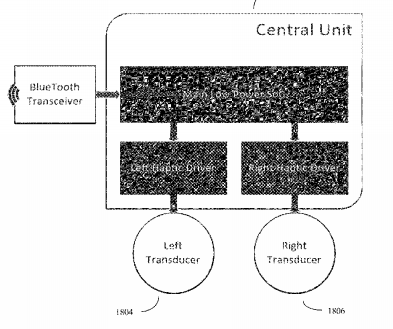 Central Unit
BlueTooth
Transceiver
Main Low Power SoC
Left Haptic Driver
Right Haptic Driver
Left
Transducer
Right
Transducer
1804
1806